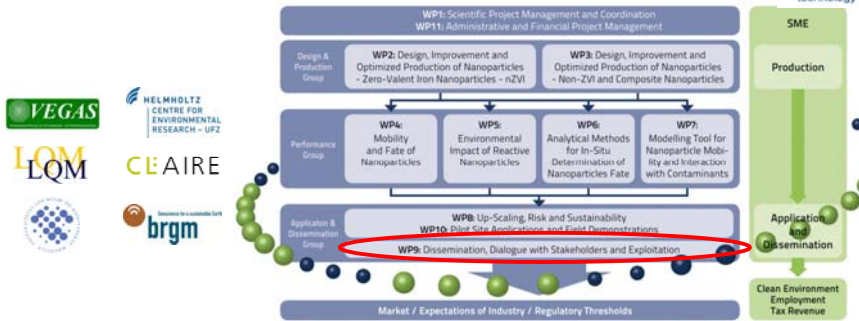 technology
WP1: Scientific Project Management and Coordination
WP11: Administrative and Financial Project Management
SME
Design &
Production
Group
WP2: Design, Improvement and
Optimized Production of Nanoparticles
- Zero-Valent Iron Nanoparticles - nZVI
WP3: Design, Improvement and
Optimized Production of Nanoparticles
- Non-ZVI and Composite Nanoparticles
Production
VEGAS
HELMHOLTZ
CENTRE FOR
ENVIRONMENTAL
RESEARCH – UFZ
LQM
LQM
CL:AIRE
Performance
Group
WP4:
Mobility
and Fate of
Nanoparticles
WP5:
Environmental
Impact of Reactive
Nanoparticles
WP6:
Analytical Methods
for In-Situ
Determination of
Nanoparticles Fate
WP7:
Modelling Tool for
Nanoparticle Mobi-
lity and Interaction
with Contaminants
Geoscience for a sustainable Earth
brgm
Applicaton &
Dissemination
Group
WP8: Up-Scaling, Risk and Sustainability
WP10: Pilot Site Applications and Field Demonstrations
WP9: Dissemination, Dialogue with Stakeholders and Exploitation
Application
and
Dissemination
Market / Expectations of Industry / Regulatory Thresholds
Clean Environment
Employment
Tax Revenue